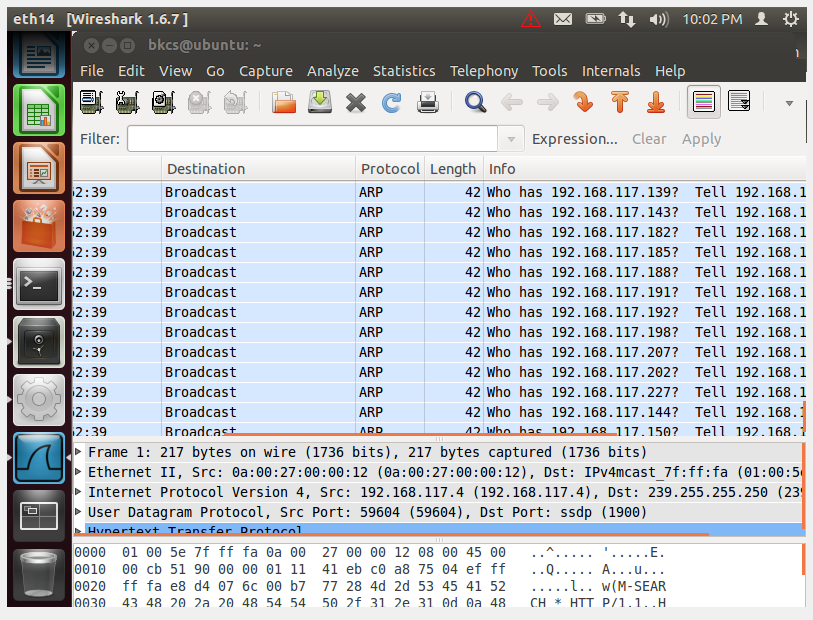 eth14 [Wireshark 1.6.7 ] 10:02 PM
bkcs@ubuntu: ~
File Edit View Go Capture Analyze Statistics Telephony Tools Internals Help
Filter: Expression... Clear Apply
Destination Protocol Length Info
52:39 Broadcast ARP 42 Who has 192.168.117.139? Tell 192.168.1
52:39 Broadcast ARP 42 Who has 192.168.117.143? Tell 192.168.1
52:39 Broadcast ARP 42 Who has 192.168.117.182? Tell 192.168.1
52:39 Broadcast ARP 42 Who has 192.168.117.185? Tell 192.168.1
52:39 Broadcast ARP 42 Who has 192.168.117.188? Tell 192.168.1
52:39 Broadcast ARP 42 Who has 192.168.117.191? Tell 192.168.1
52:39 Broadcast ARP 42 Who has 192.168.117.192? Tell 192.168.1
52:39 Broadcast ARP 42 Who has 192.168.117.198? Tell 192.168.1
52:39 Broadcast ARP 42 Who has 192.168.117.207? Tell 192.168.1
52:39 Broadcast ARP 42 Who has 192.168.117.202? Tell 192.168.1
52:39 Broadcast ARP 42 Who has 192.168.117.227? Tell 192.168.1
52:39 Broadcast ARP 42 Who has 192.168.117.144? Tell 192.168.1
52:39 Broadcast ARP 42 Who has 192.168.117.150? Tell 192.168.1
Frame 1: 217 bytes on wire (1736 bits), 217 bytes captured (1736 bits)
Ethernet II, Src: 0a:00:27:00:00:12 (0a:00:27:00:00:12), Dst: IPv4mcast_7f:ff:fa (01:00:5e
Internet Protocol Version 4, Src: 192.168.117.4 (192.168.117.4), Dst: 239.255.255.250 (239
User Datagram Protocol, Src Port: 59604 (59604), Dst Port: ssdp (1900)
Hypertext Transfer Protocol
0000 01 00 5e 7f ff fa 0a 00 27 00 00 12 08 00 45 00 ..^..... '.....E.
0010 00 cb 51 90 00 00 01 11 41 eb c0 a8 75 04 ef ff ..Q..... A...u...
0020 ff fa e8 d4 07 6c 00 b7 77 28 4d 2d 53 45 41 52 .....l.. w(M-SEAR
0030 43 48 20 2a 20 48 54 54 50 2f 31 2e 31 0d 0a 48 CH * HTT P/1.1..H